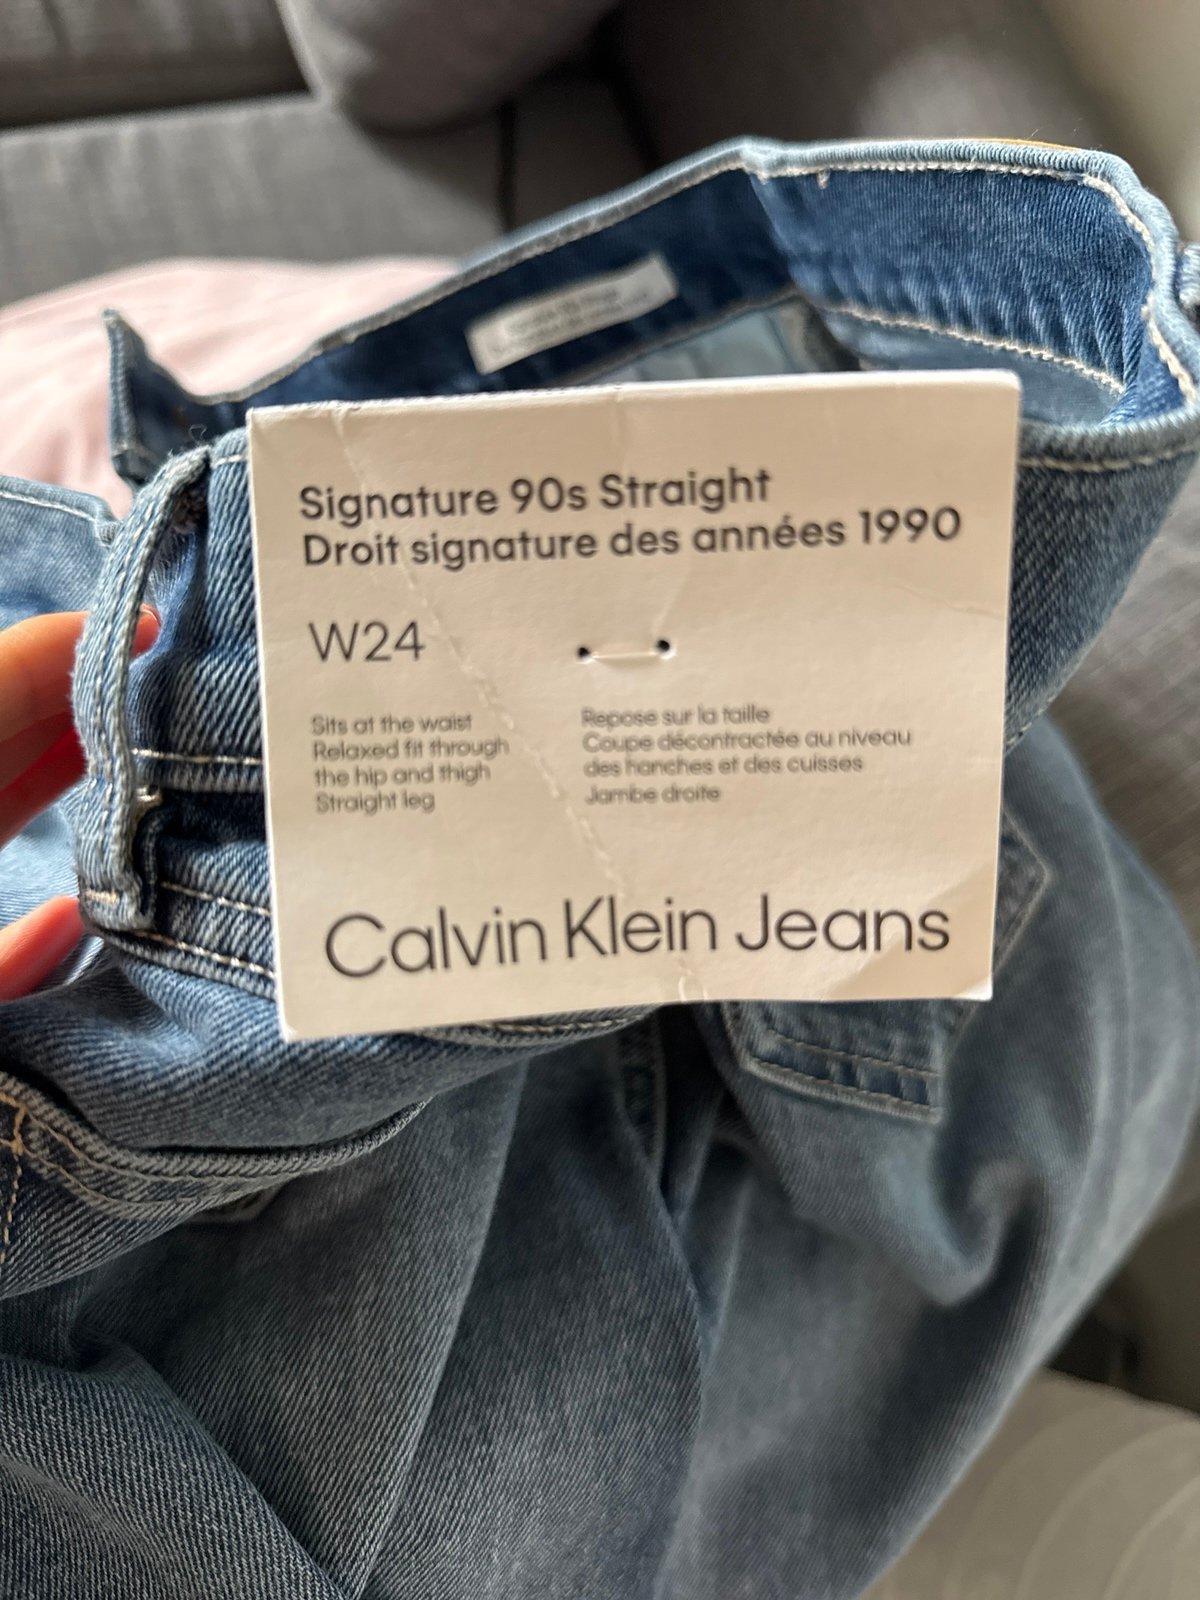 Signature 90s Straight
Droit signature des années 1990
W24
Sits at the waist
Relaxed fit through
the hip and thigh
Straight leg
Repose sur la taille
Coupe décontractée au niveau
des hanches et des cuisses
Jambe droite
Calvin Klein Jeans